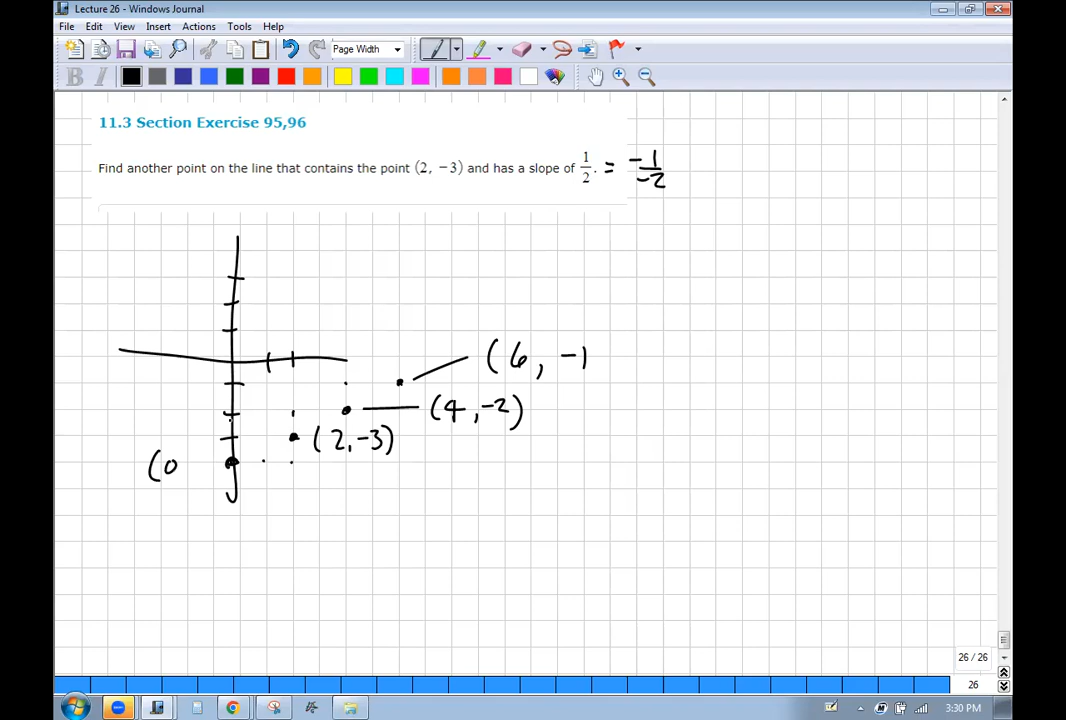 Lecture 26 - Windows Journal
File Edit View Insert Actions Tools Help
Page Width
B I
11.3 Section Exercise 95,96
Find another point on the line that contains the point (2, −3) and has a slope of 1/2. = -1/-2
(6, -1
(4, -2)
(2, -3)
(0
26 / 26
26
3:30 PM